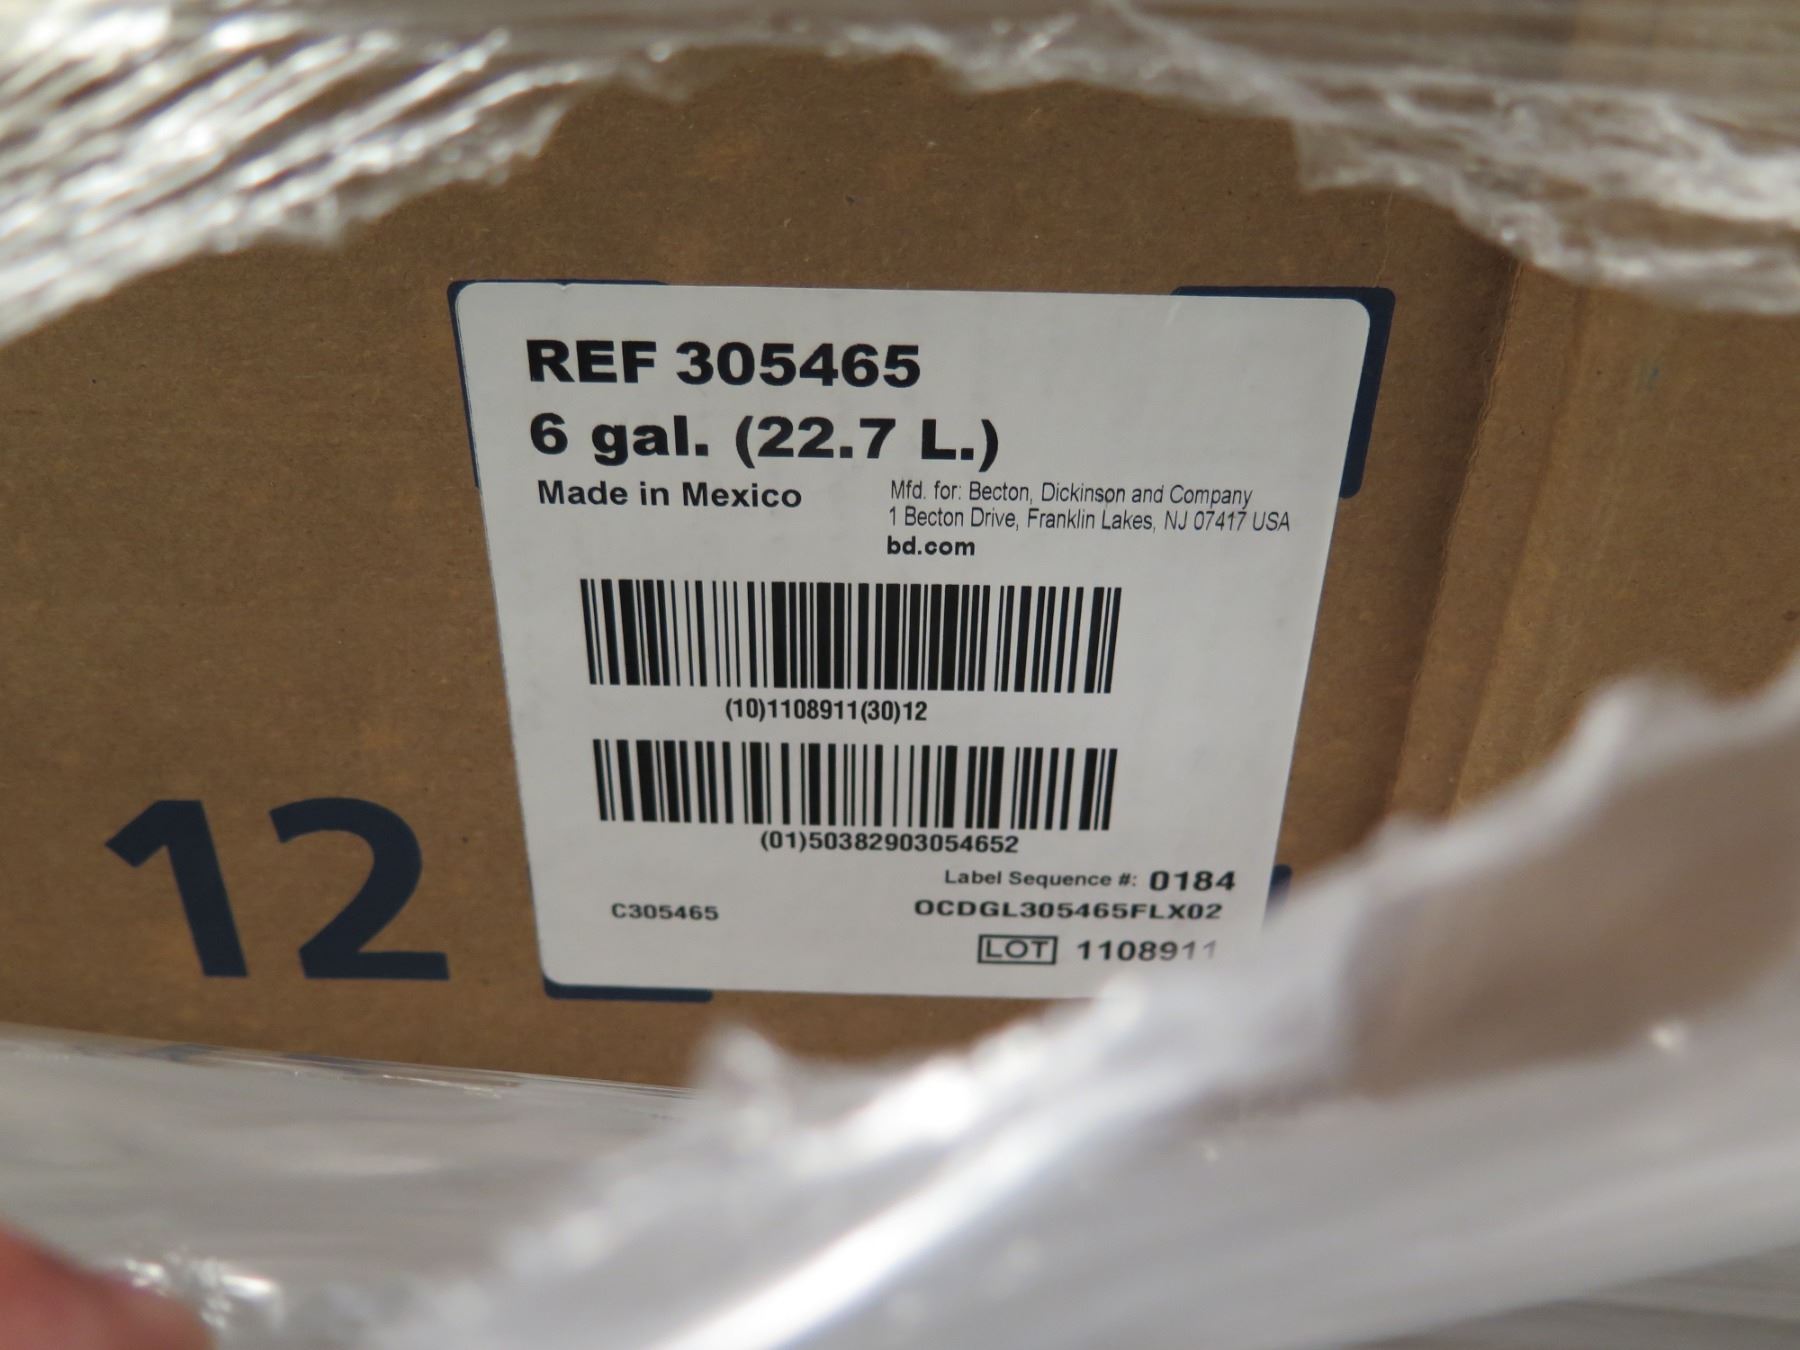 REF 305465
6 gal. (22.7 L.)
Made in Mexico
Mfd. for: Becton, Dickinson and Company
1 Becton Drive, Franklin Lakes, NJ 07417 USA
bd.com
(10)1108911(30)12
(01)50382903054652
Label Sequence #: 0184
C305465
OCDGL305465FLX02
LOT 1108911
12